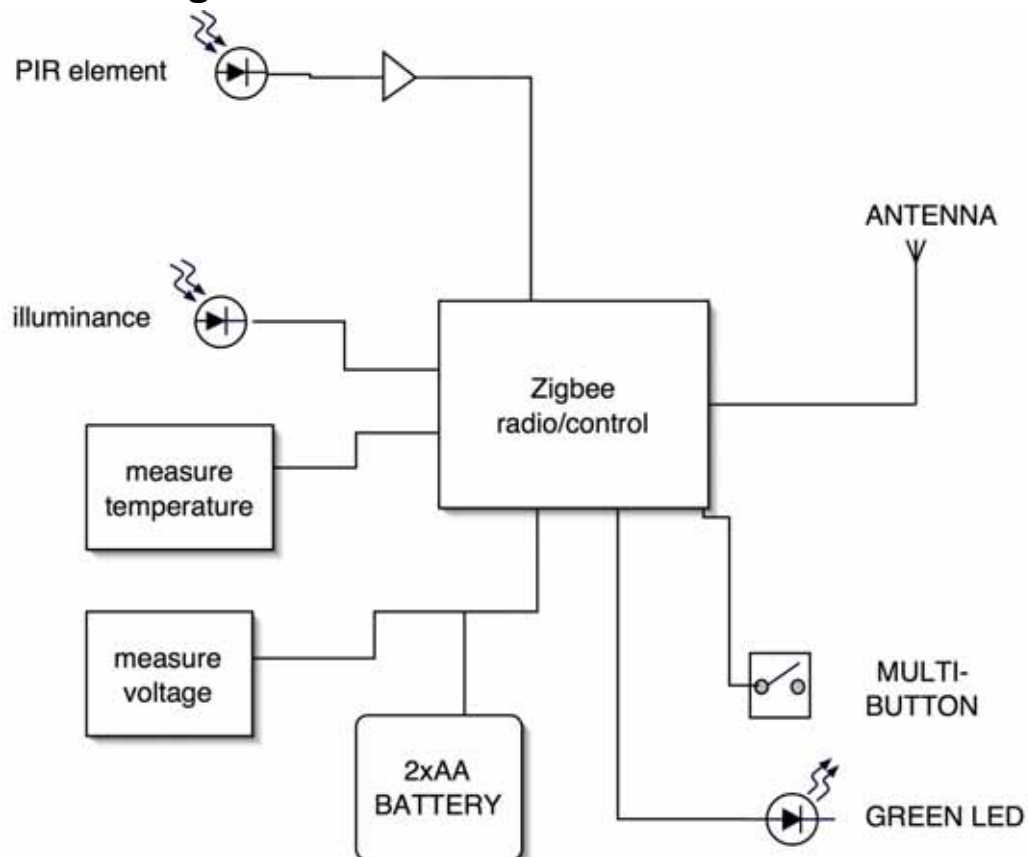 PIR element
ANTENNA
illuminance
Zigbee
radio/control
measure
temperature
measure
voltage
MULTI-
BUTTON
2xAA
BATTERY
GREEN LED